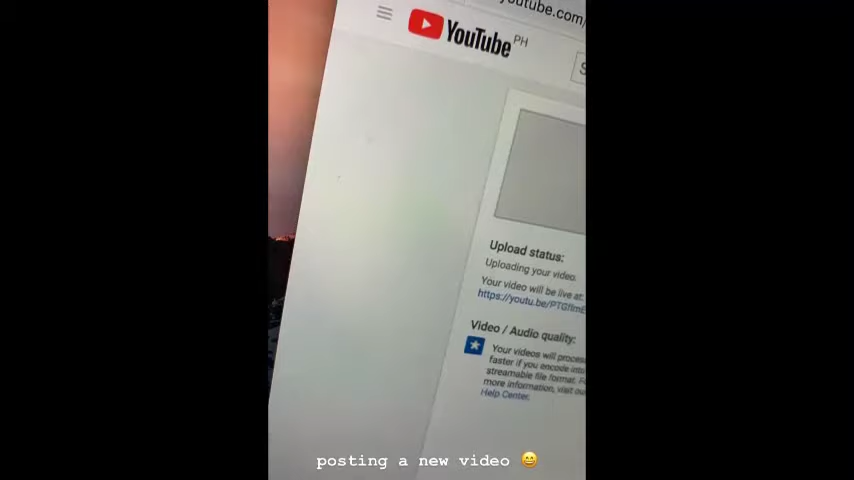 youtube.com/
YouTube PH
S
Upload status:
Uploading your video.
Your video will be live at:
https://youtu.be/PTGflmE
Video / Audio quality:
Your videos will process
faster if you encode into
streamable file format. Fo
more information, visit our
Help Center.
posting a new video 😄